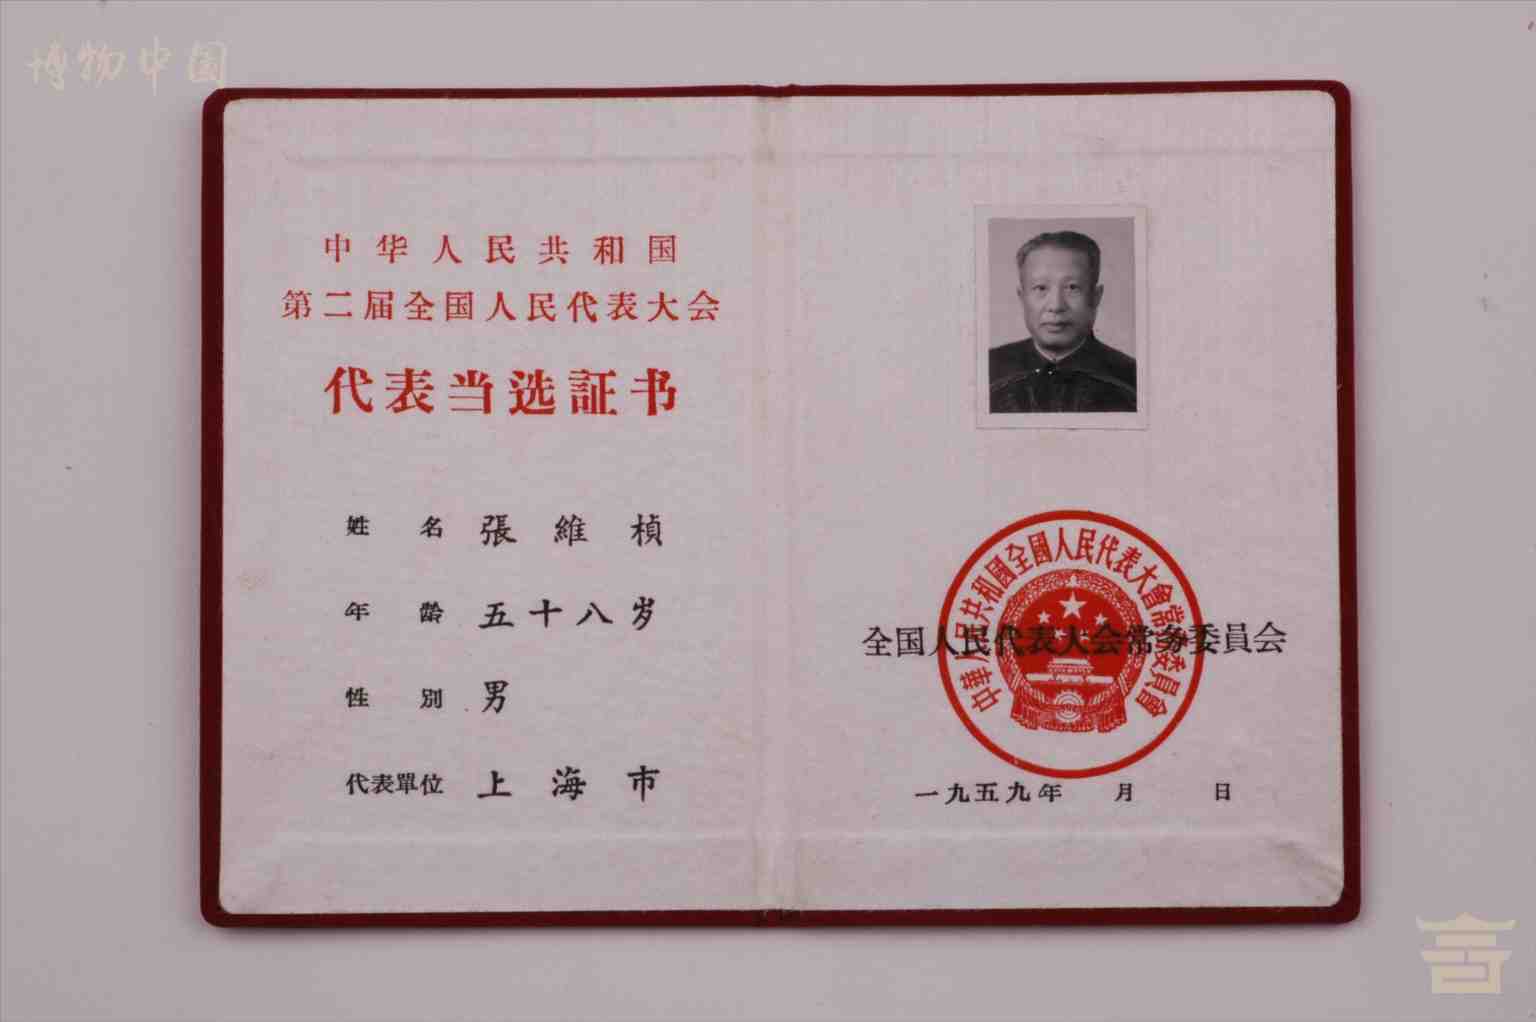 博物中国
中华人民共和国
第二届全国人民代表大会
代表当选証书
姓名 張維楨
年龄 五十八岁
性別 男
代表單位 上海市
中華人民共和國全國人民代表大會常務委員會
全国人民代表大会常务委員会
一九五九年 月 日